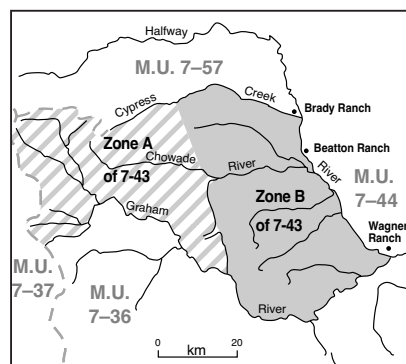 Halfway
M.U. 7–57
Cypress
Creek
Brady Ranch
Zone A
of 7-43
Chowade
River
Beatton Ranch
River
M.U.
7–44
Graham
Zone B
of 7-43
Wagner
Ranch
M.U.
7–37
M.U.
7–36
River
0 20
km